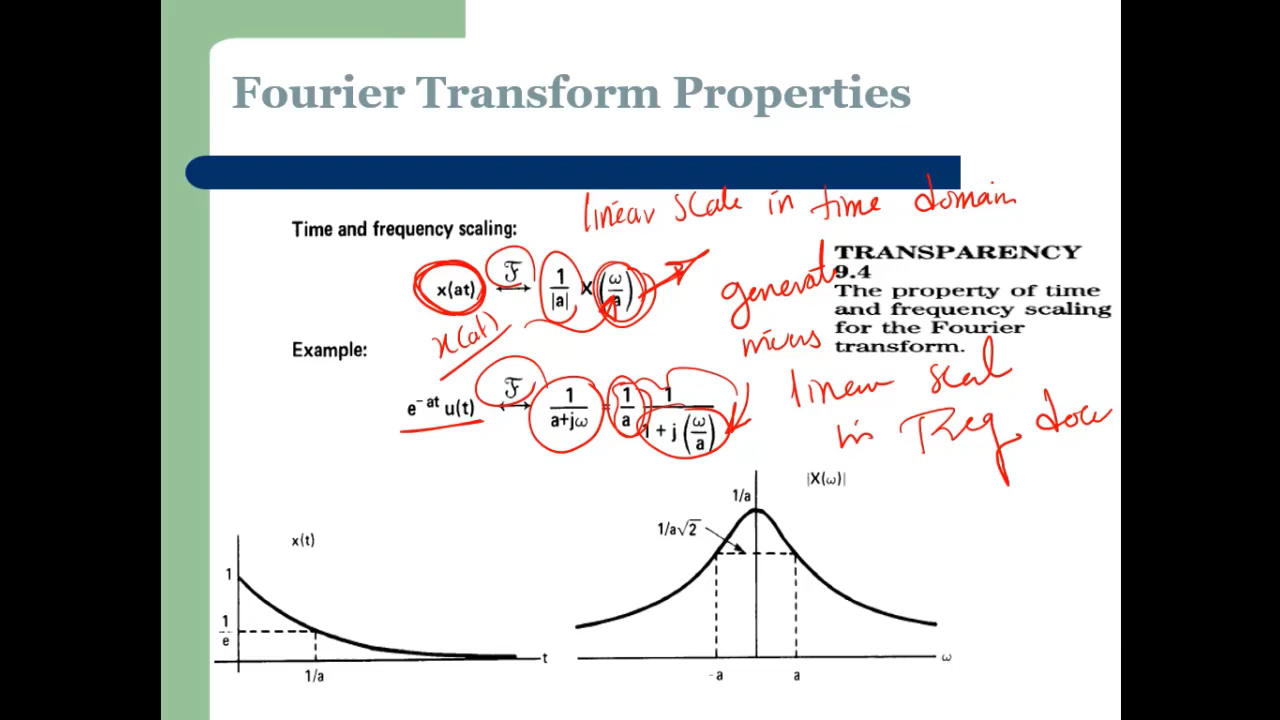 Fourier Transform Properties
linear scale in time domain
Time and frequency scaling:
x(at) ℱ ↔ 1/|a| X(ω/a)
x(at)
TRANSPARENCY
9.4
The property of time
and frequency scaling
for the Fourier
transform.
Example:
e^-at u(t) ℱ ↔ 1/(a+jω) = 1/a 1/(1 + j(ω/a))
linear scal
in freq
|X(ω)|
1/a
1/a√2
-a
a
ω
x(t)
1
1/e
1/a
t